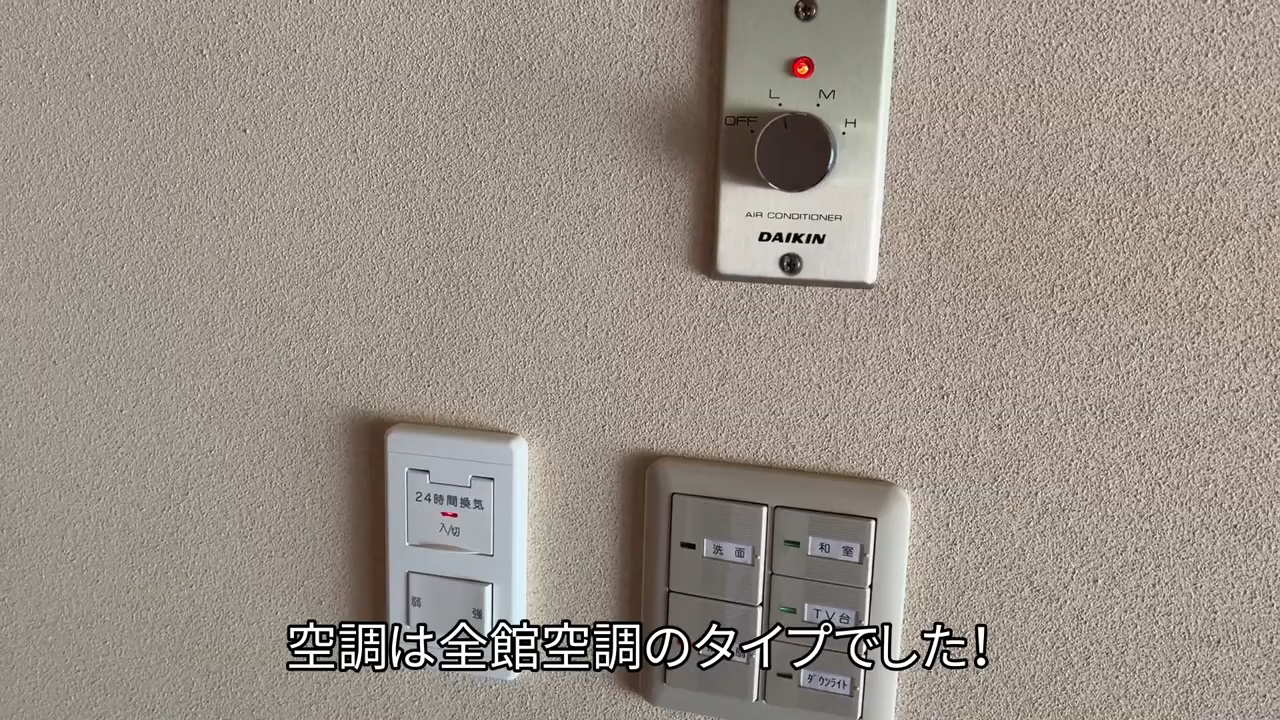 L M
OFF H
AIR CONDITIONER
DAIKIN
24時間換気
入/切
弱 強
洗面
和室
TV台
ダウンライト
空調は全館空調のタイプでした!